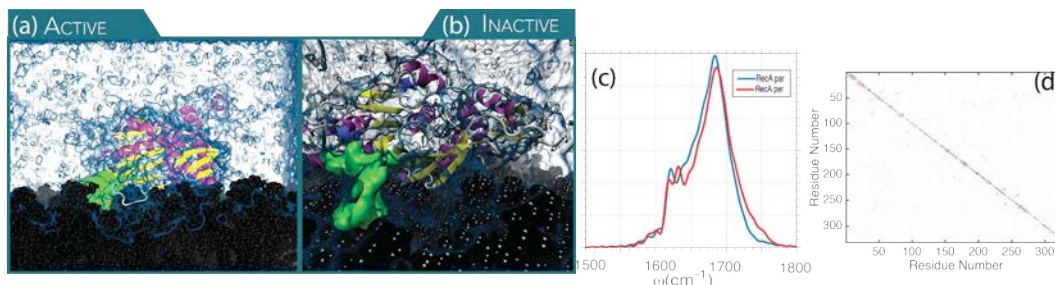 (a) ACTIVE
(b) INACTIVE
(c)
RecA par
RecA per
1500
1600
1700
1800
ω(cm⁻¹)
(d)
50
100
150
200
250
300
Residue Number
50
100
150
200
250
300
Residue Number